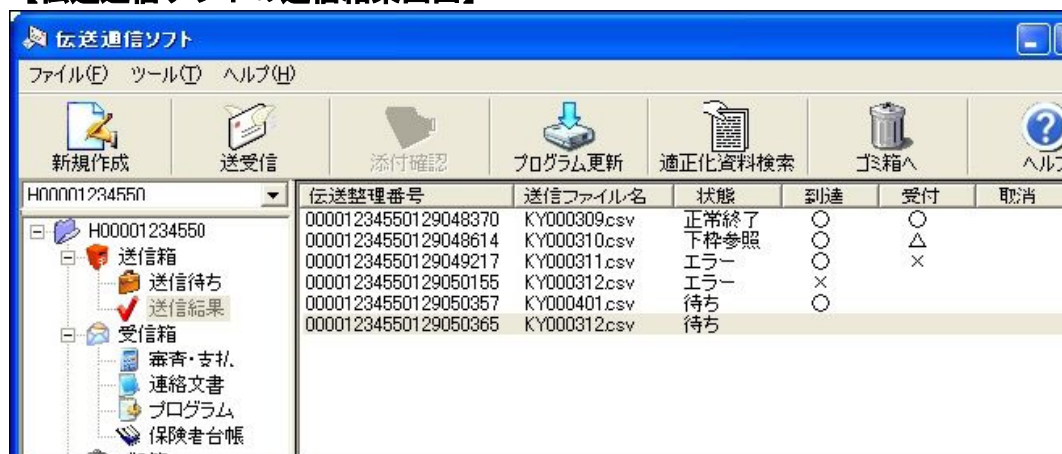 伝送通信ソフト
ファイル(F) ツール(T) ヘルプ(H)
新規作成 送受信 添付確認 プログラム更新 適正化資料検索 ゴミ箱へ
H00001234550
伝送整理番号 送信ファイル名 状態 到達 受付 取消
00001234550129048370 KY000309.csv 正常終了 ○ ○
00001234550129048614 KY000310.csv 下枠参照 ○ △
00001234550129049217 KY000311.csv エラー ○ ×
00001234550129050155 KY000312.csv エラー ×
00001234550129050357 KY000401.csv 待ち ○
00001234550129050365 KY000312.csv 待ち
H00001234550
送信箱
送信待ち
送信結果
受信箱
審査・支払
連絡文書
プログラム
保険者台帳